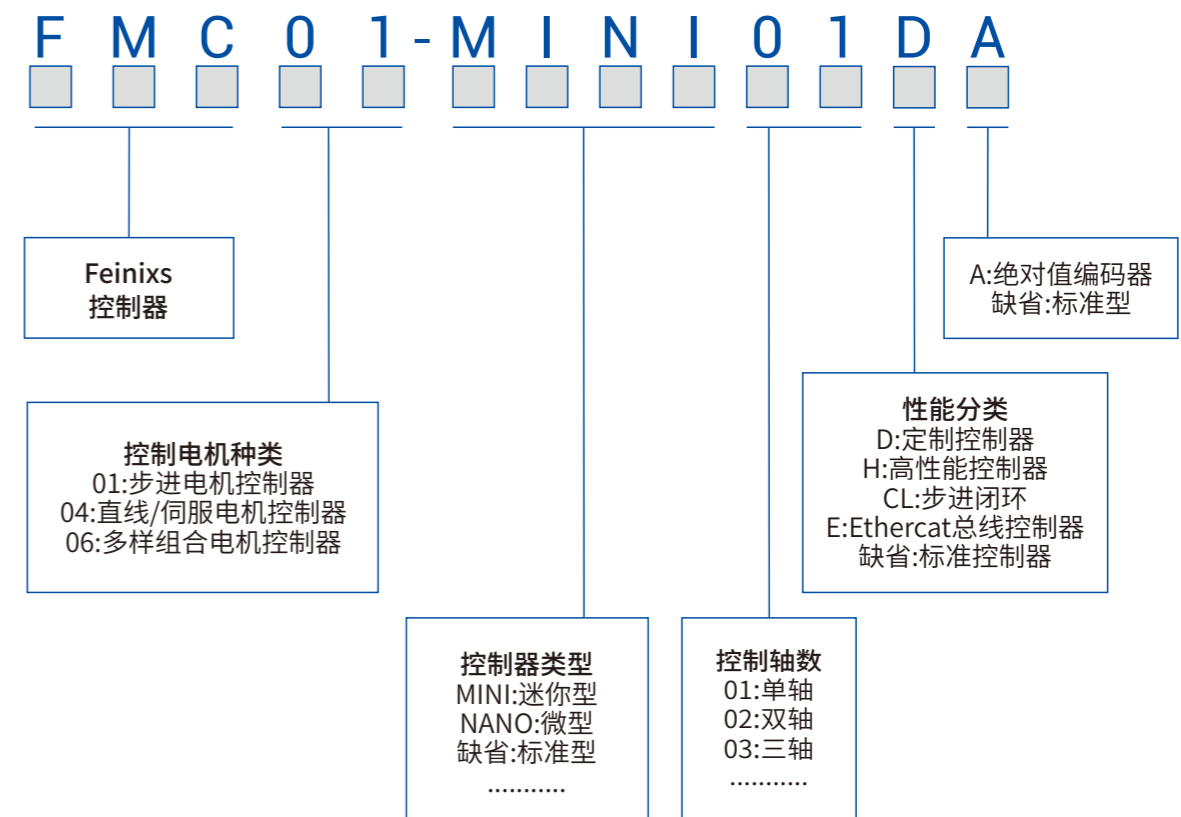 FMC01-MINI01DA
Feinixs
控制器
A:绝对值编码器
缺省:标准型
控制电机种类
01:步进电机控制器
04:直线/伺服电机控制器
06:多样组合电机控制器
性能分类
D:定制控制器
H:高性能控制器
CL:步进闭环
E:Ethercat总线控制器
缺省:标准控制器
控制器类型
MINI:迷你型
NANO:微型
缺省:标准型
...........
控制轴数
01:单轴
02:双轴
03:三轴
...........